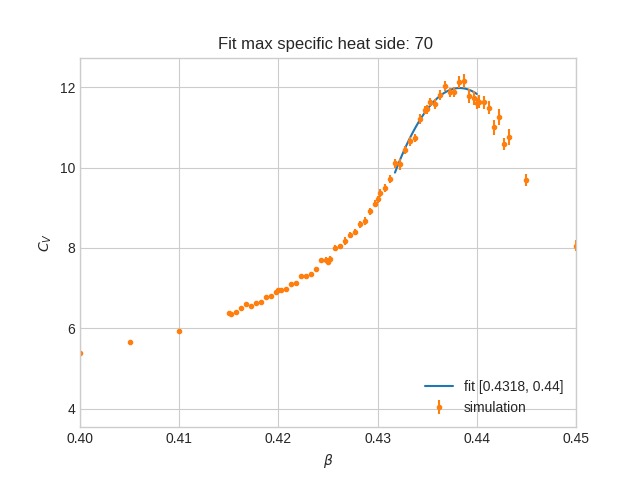 Fit max specific heat side: 70
12
10
8
6
4
C_V
0.40
0.41
0.42
0.43
0.44
0.45
β
fit [0.4318, 0.44]
simulation